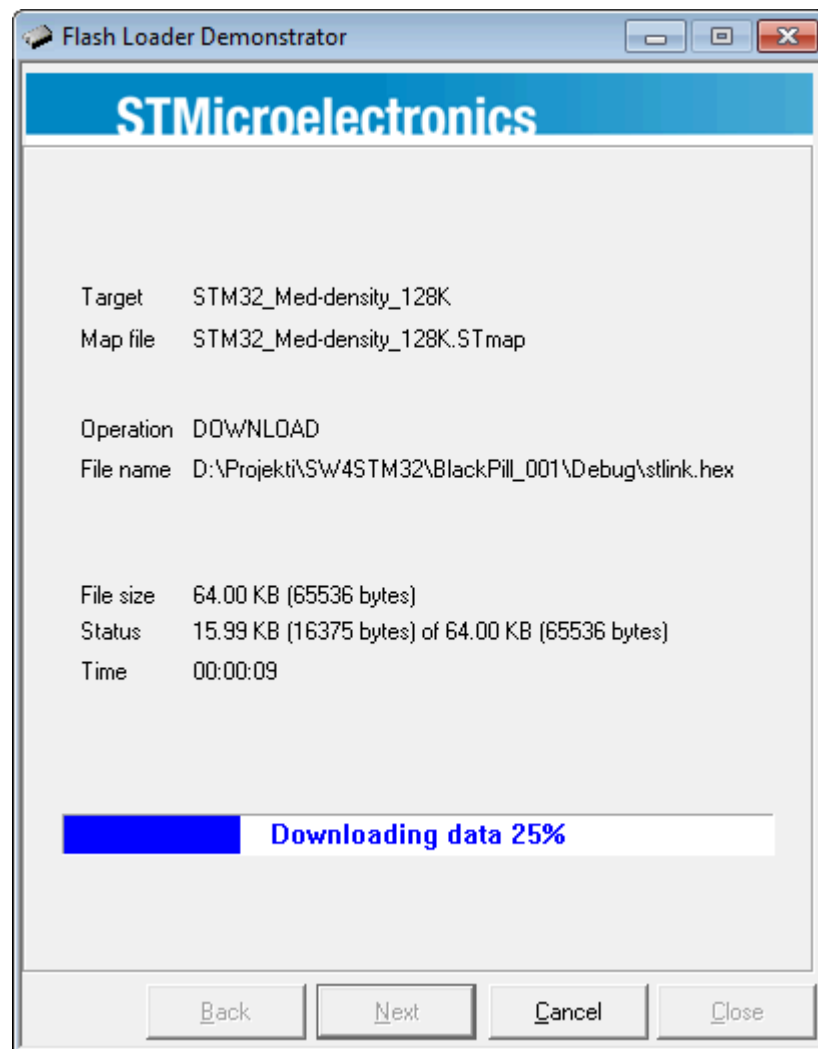 Flash Loader Demonstrator
STMicroelectronics
Target STM32_Med-density_128K
Map file STM32_Med-density_128K.STmap
Operation DOWNLOAD
File name D:\Projekti\SW4STM32\BlackPill_001\Debug\stlink.hex
File size 64.00 KB (65536 bytes)
Status 15.99 KB (16375 bytes) of 64.00 KB (65536 bytes)
Time 00:00:09
Downloading data 25%
Back Next Cancel Close